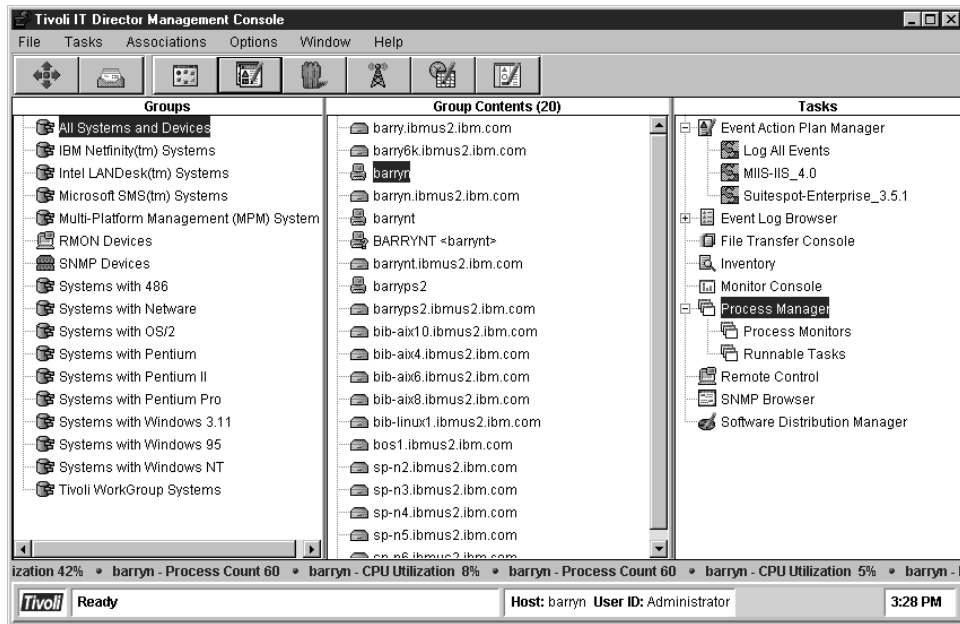 Tivoli IT Director Management Console
File Tasks Associations Options Window Help
Groups
All Systems and Devices
IBM Netfinity(tm) Systems
Intel LANDesk(tm) Systems
Microsoft SMS(tm) Systems
Multi-Platform Management (MPM) System
RMON Devices
SNMP Devices
Systems with 486
Systems with Netware
Systems with OS/2
Systems with Pentium
Systems with Pentium II
Systems with Pentium Pro
Systems with Windows 3.11
Systems with Windows 95
Systems with Windows NT
Tivoli WorkGroup Systems
Group Contents (20)
barry.ibmus2.ibm.com
barry6k.ibmus2.ibm.com
barryn
barryn.ibmus2.ibm.com
barrynt
BARRYNT <barrynt>
barrynt.ibmus2.ibm.com
barryps2
barryps2.ibmus2.ibm.com
bib-aix10.ibmus2.ibm.com
bib-aix4.ibmus2.ibm.com
bib-aix6.ibmus2.ibm.com
bib-aix8.ibmus2.ibm.com
bib-linux1.ibmus2.ibm.com
bos1.ibmus2.ibm.com
sp-n2.ibmus2.ibm.com
sp-n3.ibmus2.ibm.com
sp-n4.ibmus2.ibm.com
sp-n5.ibmus2.ibm.com
sp-n6.ibmus2.ibm.com
Tasks
Event Action Plan Manager
Log All Events
MIIS-IIS_4.0
Suitespot-Enterprise_3.5.1
Event Log Browser
File Transfer Console
Inventory
Monitor Console
Process Manager
Process Monitors
Runnable Tasks
Remote Control
SNMP Browser
Software Distribution Manager
ization 42% • barryn - Process Count 60 • barryn - CPU Utilization 8% • barryn - Process Count 60 • barryn - CPU Utilization 5% • barryn -
Tivoli Ready Host: barryn User ID: Administrator 3:28 PM